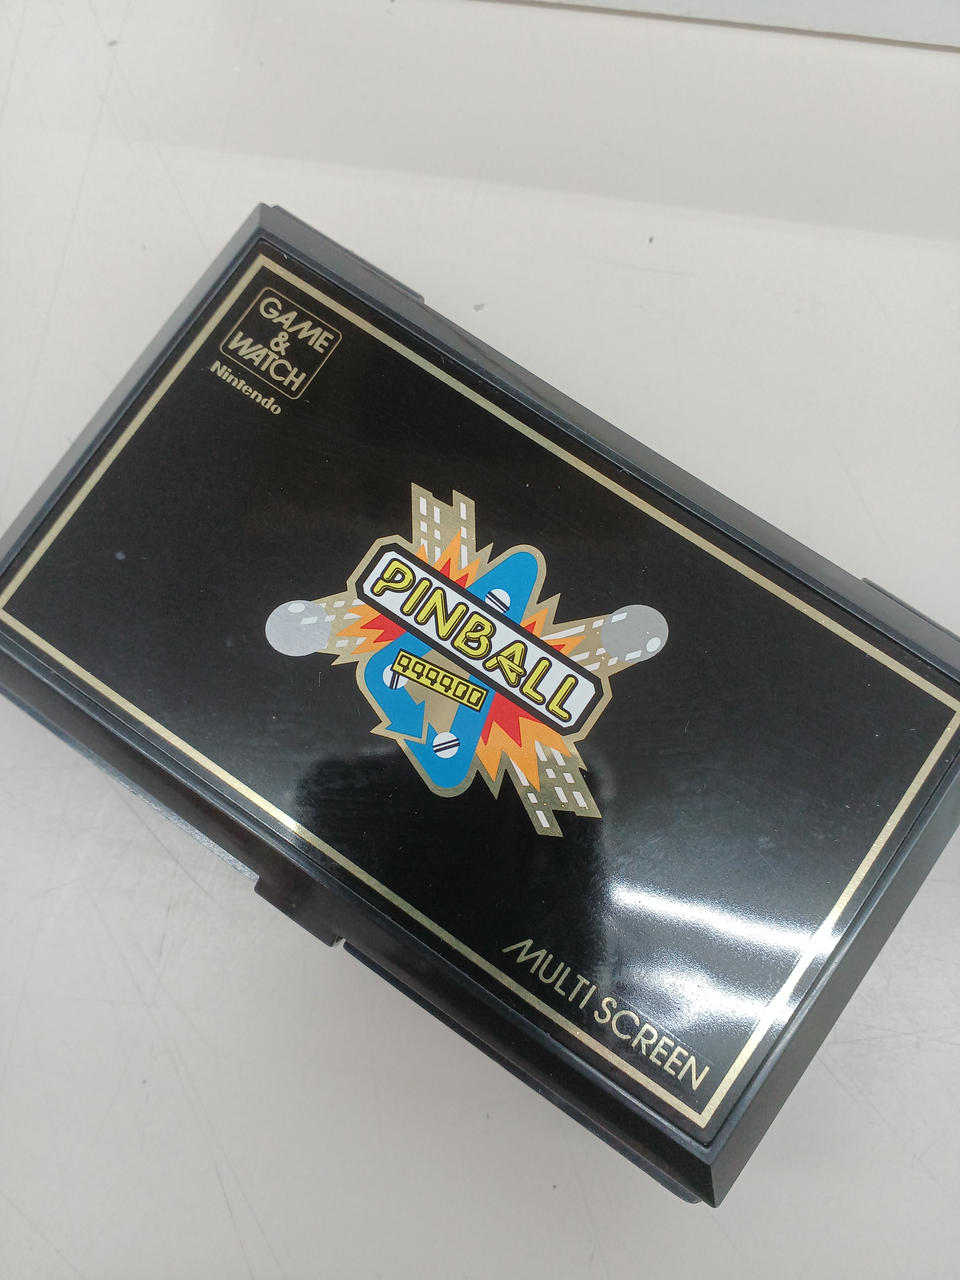 GAME
&
WATCH
Nintendo
PINBALL
999900
MULTI SCREEN